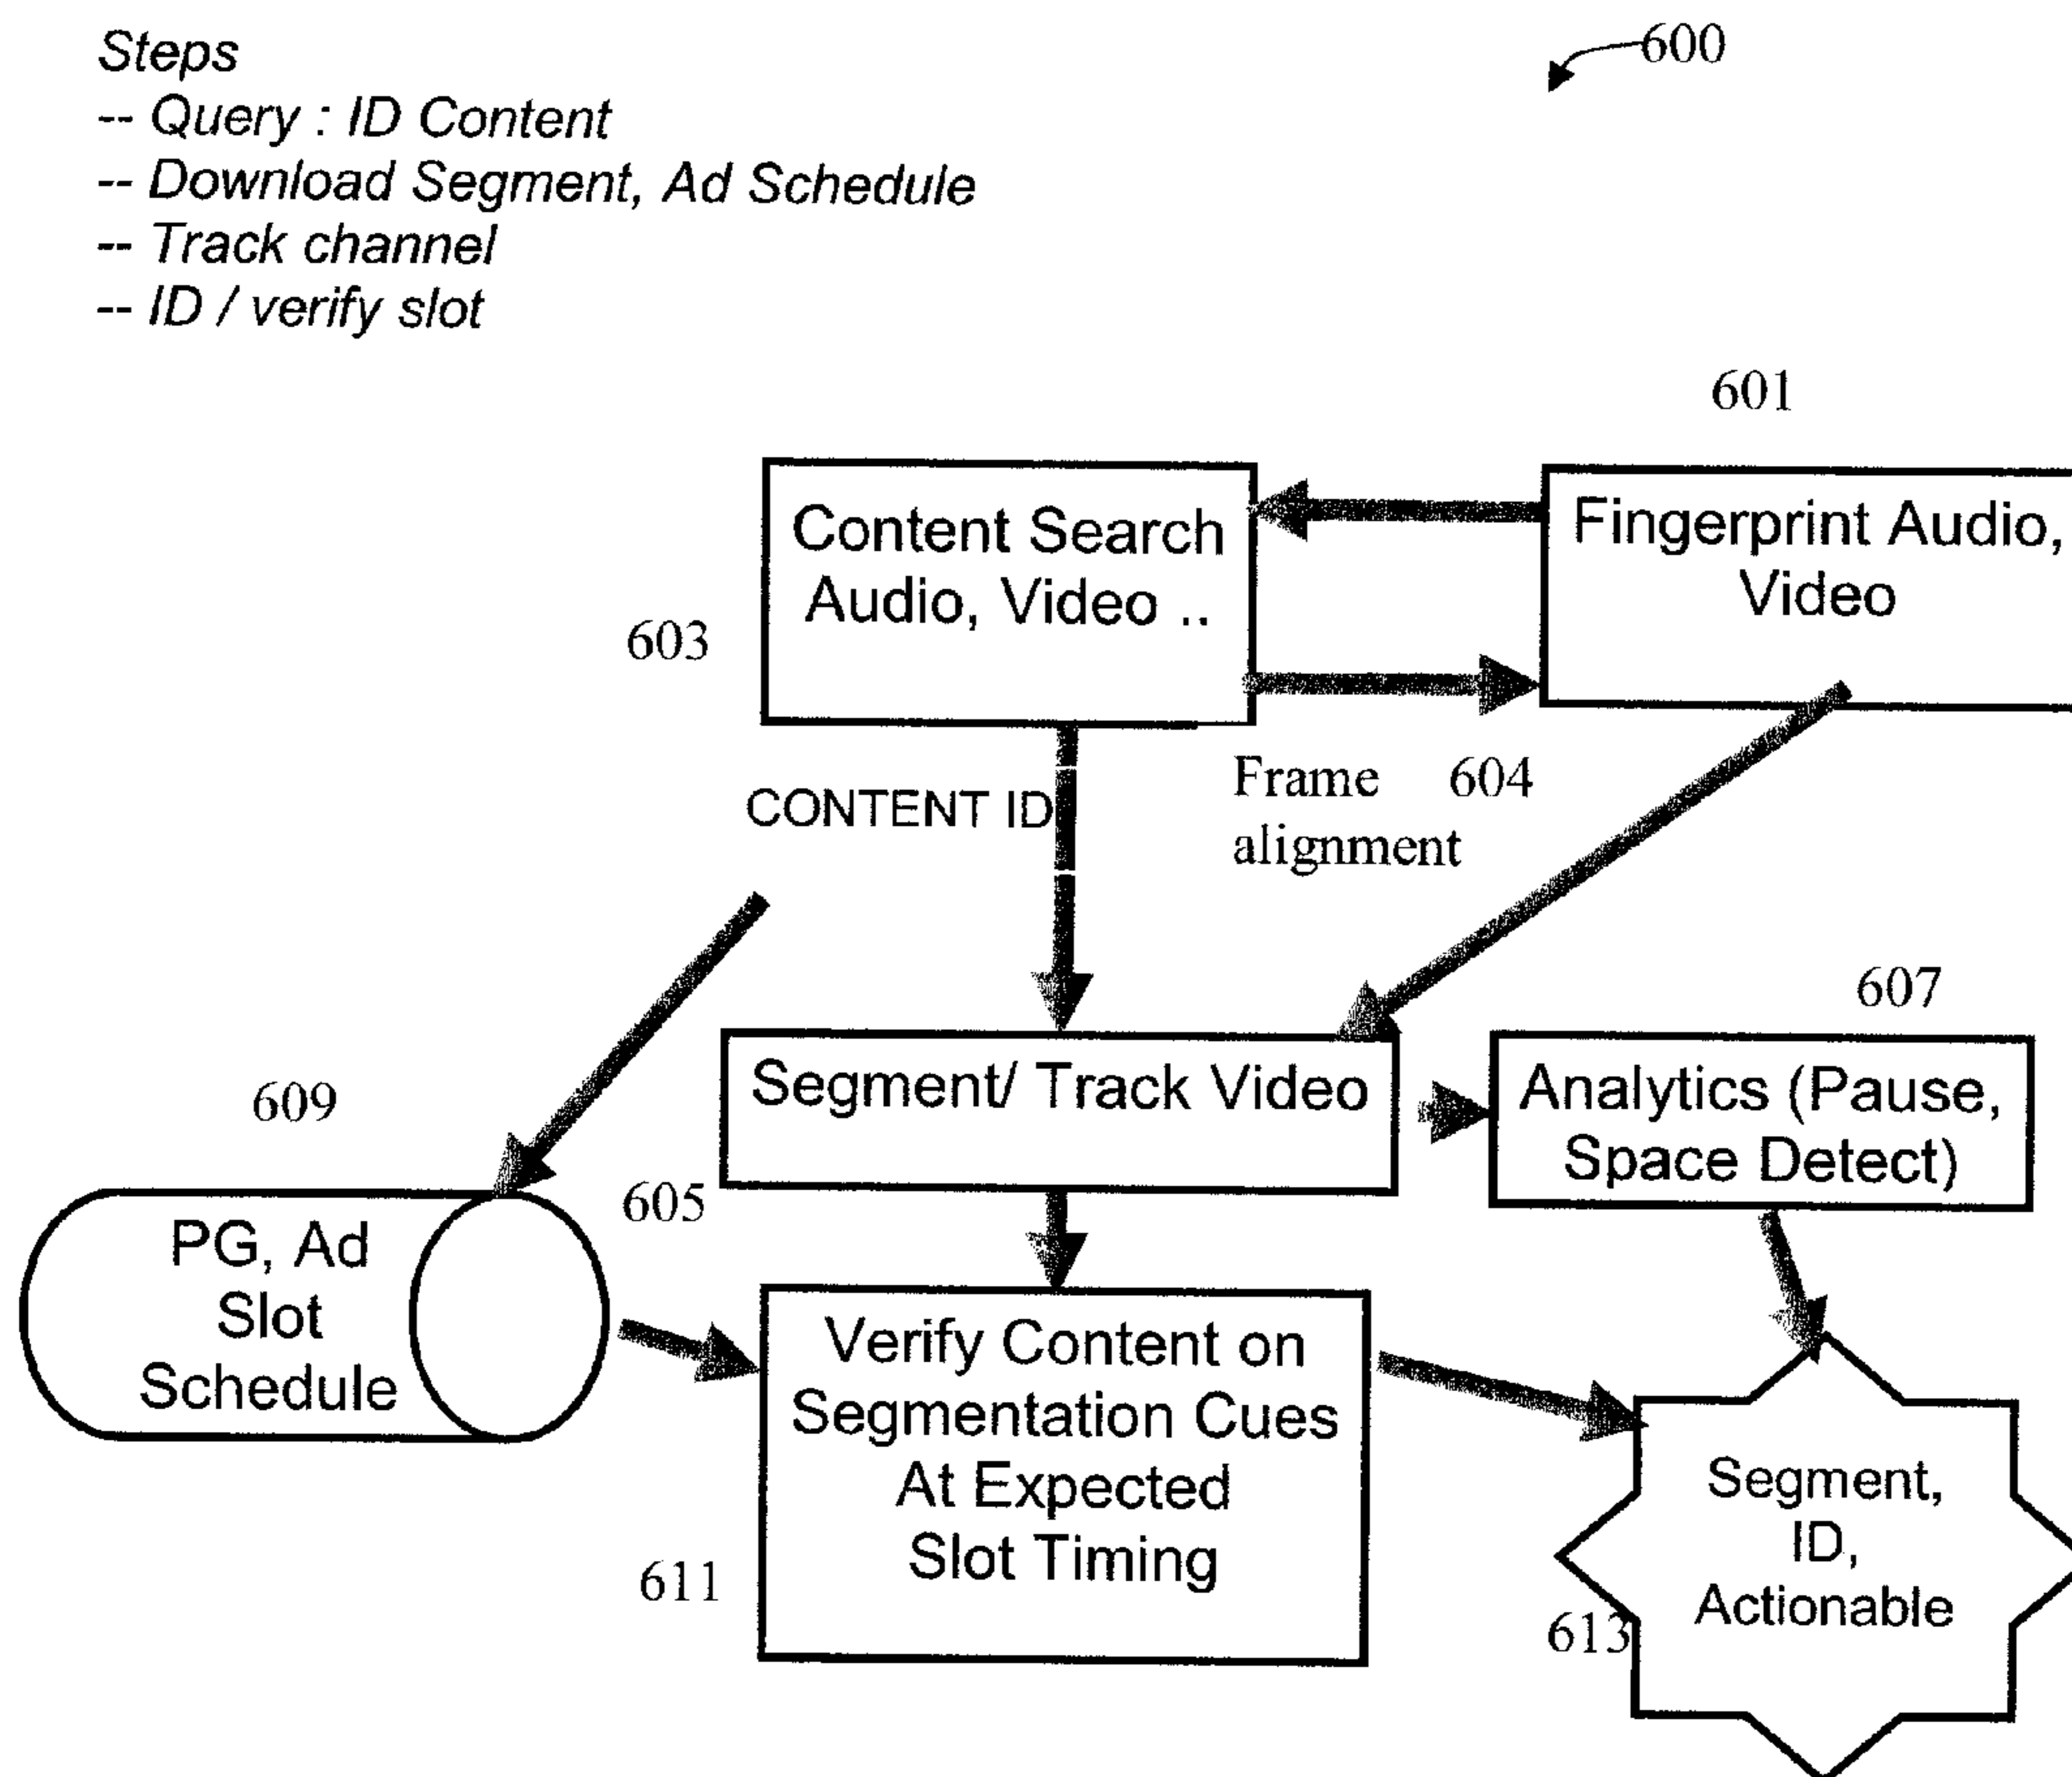 Steps
-- Query : ID Content
-- Download Segment, Ad Schedule
-- Track channel
-- ID / verify slot
600
601
Content Search
Audio, Video ..
Fingerprint Audio,
Video
603
Frame 604
alignment
CONTENT ID
607
609
Segment/ Track Video
Analytics (Pause,
Space Detect)
605
PG, Ad
Slot
Schedule
Verify Content on
Segmentation Cues
At Expected
Slot Timing
611
Segment,
ID,
Actionable
613